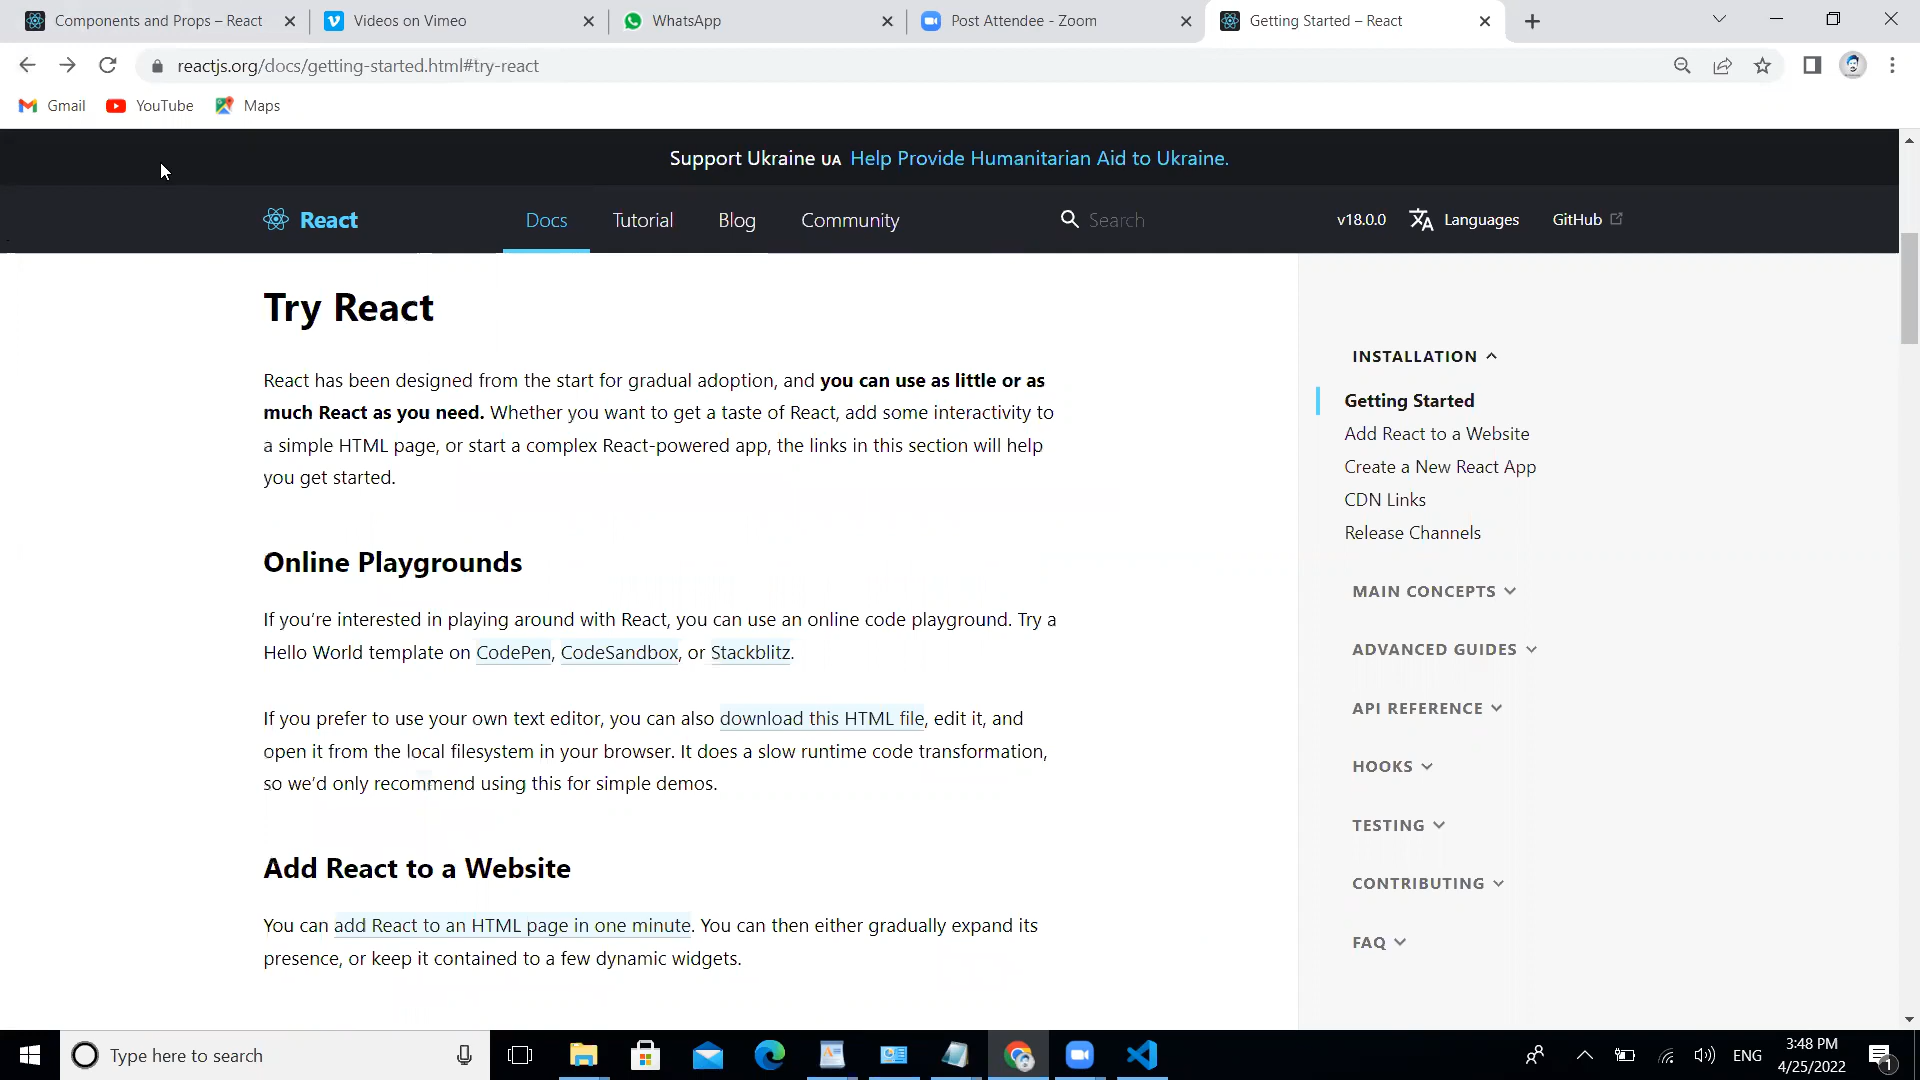 Components and Props – React
Videos on Vimeo
WhatsApp
Post Attendee - Zoom
Getting Started – React
reactjs.org/docs/getting-started.html#try-react
Gmail
YouTube
Maps
Support Ukraine UA Help Provide Humanitarian Aid to Ukraine.
React
Docs
Tutorial
Blog
Community
Search
v18.0.0
Languages
GitHub
Try React
React has been designed from the start for gradual adoption, and you can use as little or as
much React as you need. Whether you want to get a taste of React, add some interactivity to
a simple HTML page, or start a complex React-powered app, the links in this section will help
you get started.
Online Playgrounds
If you’re interested in playing around with React, you can use an online code playground. Try a
Hello World template on CodePen, CodeSandbox, or Stackblitz.
If you prefer to use your own text editor, you can also download this HTML file, edit it, and
open it from the local filesystem in your browser. It does a slow runtime code transformation,
so we’d only recommend using this for simple demos.
Add React to a Website
You can add React to an HTML page in one minute. You can then either gradually expand its
presence, or keep it contained to a few dynamic widgets.
INSTALLATION
Getting Started
Add React to a Website
Create a New React App
CDN Links
Release Channels
MAIN CONCEPTS
ADVANCED GUIDES
API REFERENCE
HOOKS
TESTING
CONTRIBUTING
FAQ
Type here to search
ENG
3:48 PM
4/25/2022
1